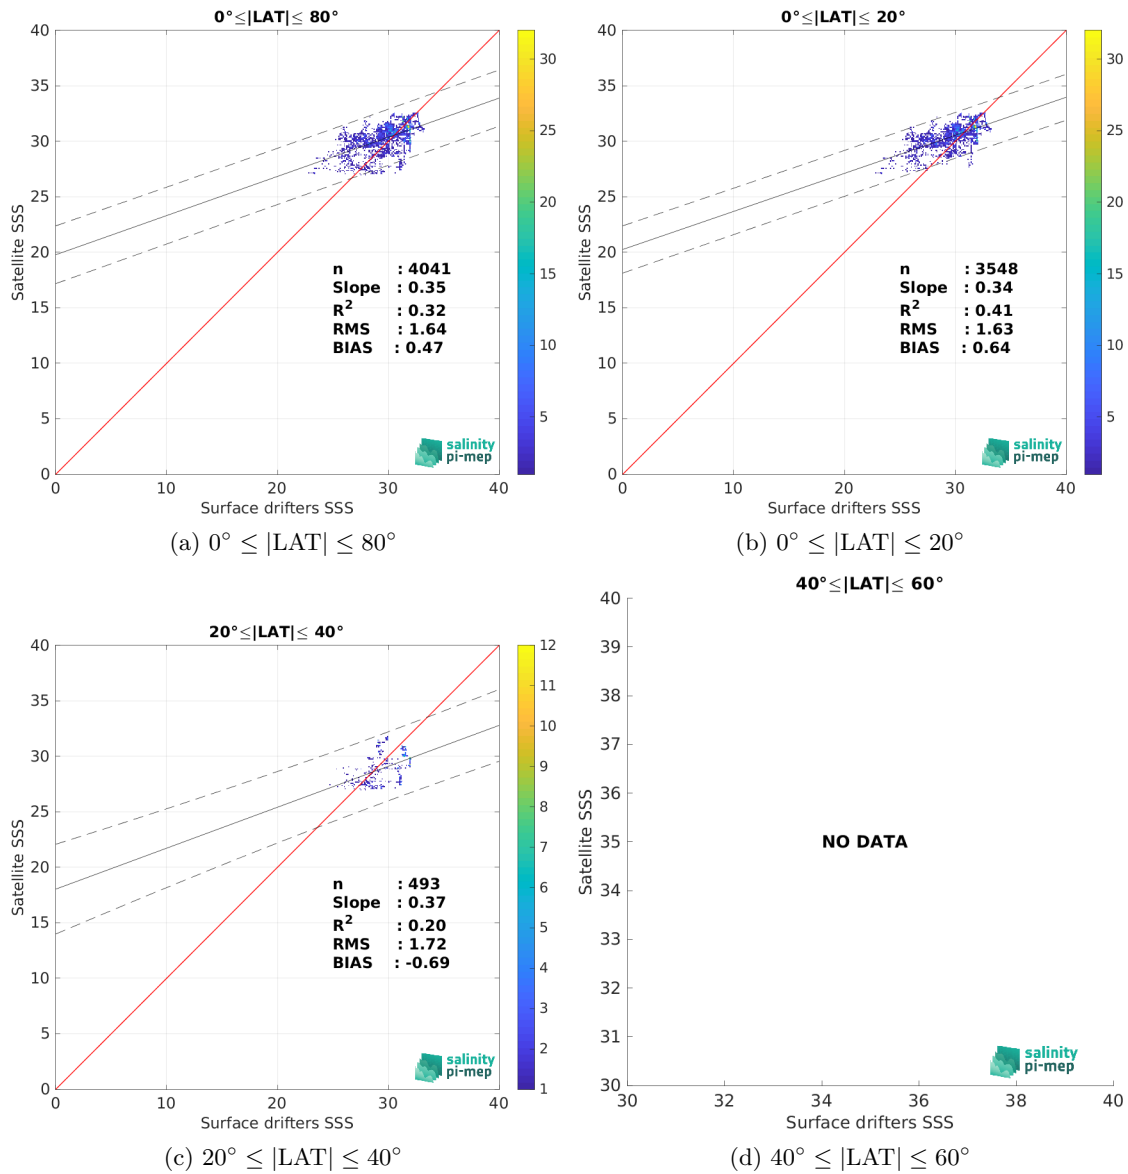 0°≤|LAT|≤ 80°
40
35
30
25
20
15
10
5
0
Satellite SSS
n : 4041
Slope : 0.35
R² : 0.32
RMS : 1.64
BIAS : 0.47
salinity
pi-mep
0 10 20 30 40
Surface drifters SSS
30
25
20
15
10
5
(a) 0° ≤ |LAT| ≤ 80°
0°≤|LAT|≤ 20°
40
35
30
25
20
15
10
5
0
Satellite SSS
n : 3548
Slope : 0.34
R² : 0.41
RMS : 1.63
BIAS : 0.64
salinity
pi-mep
0 10 20 30 40
Surface drifters SSS
30
25
20
15
10
5
(b) 0° ≤ |LAT| ≤ 20°
20°≤|LAT|≤ 40°
40
35
30
25
20
15
10
5
0
Satellite SSS
n : 493
Slope : 0.37
R² : 0.20
RMS : 1.72
BIAS : -0.69
salinity
pi-mep
0 10 20 30 40
Surface drifters SSS
12
11
10
9
8
7
6
5
4
3
2
1
(c) 20° ≤ |LAT| ≤ 40°
40°≤|LAT|≤ 60°
40
39
38
37
36
35
34
33
32
31
30
Satellite SSS
NO DATA
salinity
pi-mep
30 32 34 36 38 40
Surface drifters SSS
(d) 40° ≤ |LAT| ≤ 60°